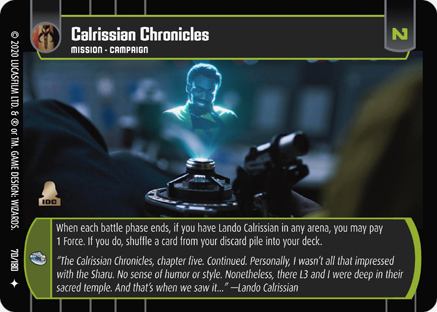 Calrissian Chronicles
MISSION - CAMPAIGN
N
© 2020 LUCASFILM LTD. & ® or TM. GAME DESIGN: WIZARDS.
IDC
When each battle phase ends, if you have Lando Calrissian in any arena, you may pay
1 Force. If you do, shuffle a card from your discard pile into your deck.
"The Calrissian Chronicles, chapter five. Continued. Personally, I wasn't all that impressed
with the Sharu. No sense of humor or style. Nonetheless, there L3 and I were deep in their
sacred temple. And that's when we saw it..." —Lando Calrissian